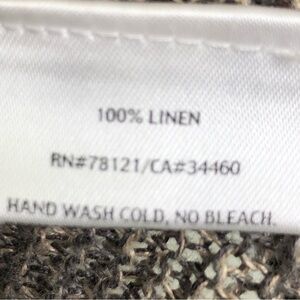 100% LINEN
RN#78121/CA#34460
HAND WASH COLD, NO BLEACH.